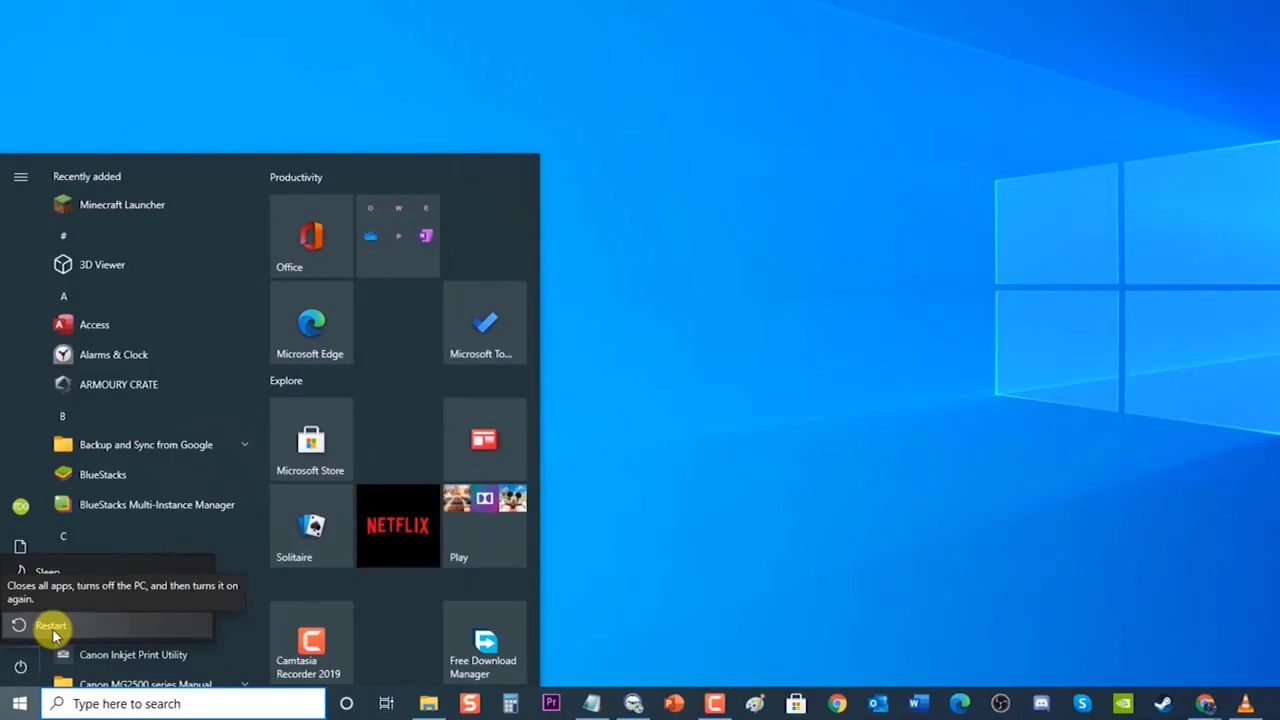 Recently added
Minecraft Launcher
#
3D Viewer
A
Access
Alarms & Clock
ARMOURY CRATE
B
Backup and Sync from Google
BlueStacks
BlueStacks Multi-Instance Manager
C
Sleep
Closes all apps, turns off the PC, and then turns it on
again.
Restart
Canon Inkjet Print Utility
Canon MG2500 series Manual
Productivity
Office
O W E
P N
Microsoft Edge
Microsoft To...
Explore
Microsoft Store
Solitaire
NETFLIX
Play
Camtasia
Recorder 2019
Free Download
Manager
Type here to search